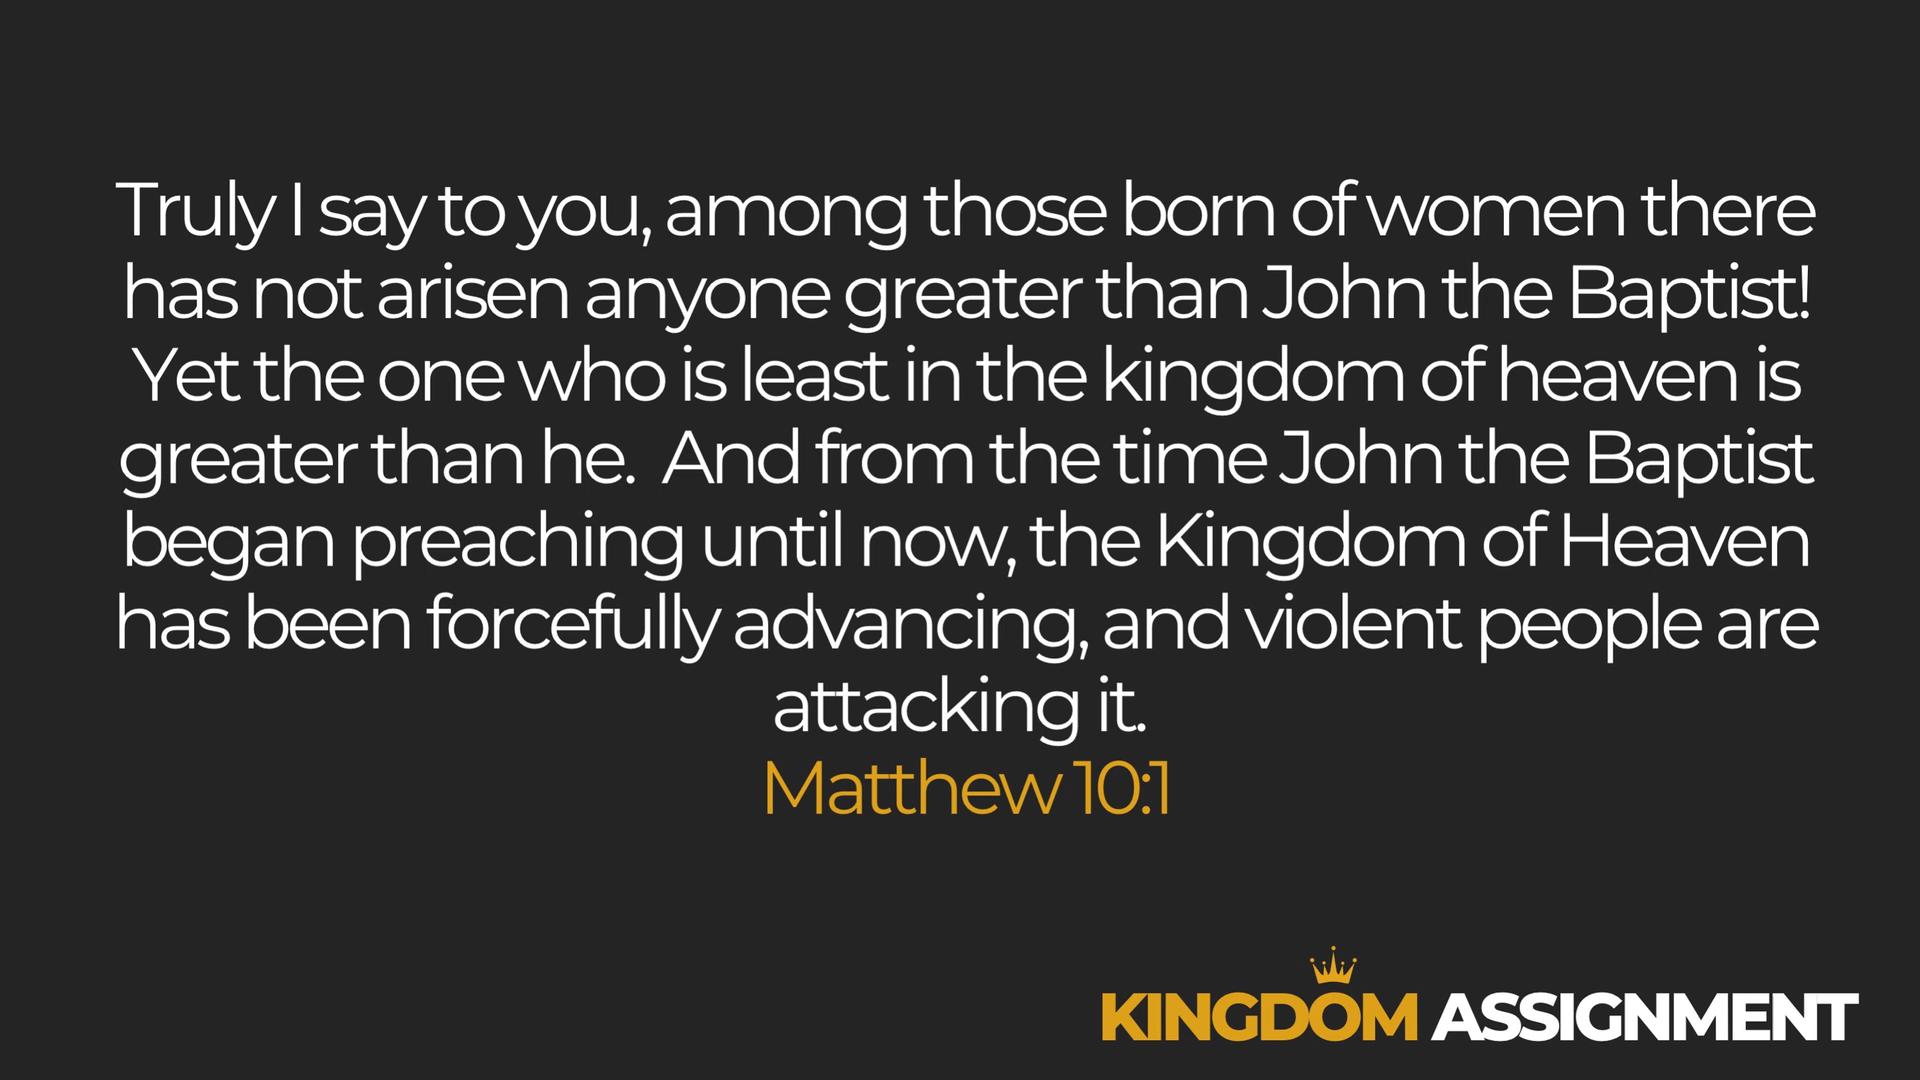 Truly I say to you, among those born of women there
has not arisen anyone greater than John the Baptist!
Yet the one who is least in the kingdom of heaven is
greater than he.  And from the time John the Baptist
began preaching until now, the Kingdom of Heaven
has been forcefully advancing, and violent people are
attacking it.
Matthew 10:1
KINGDOM ASSIGNMENT